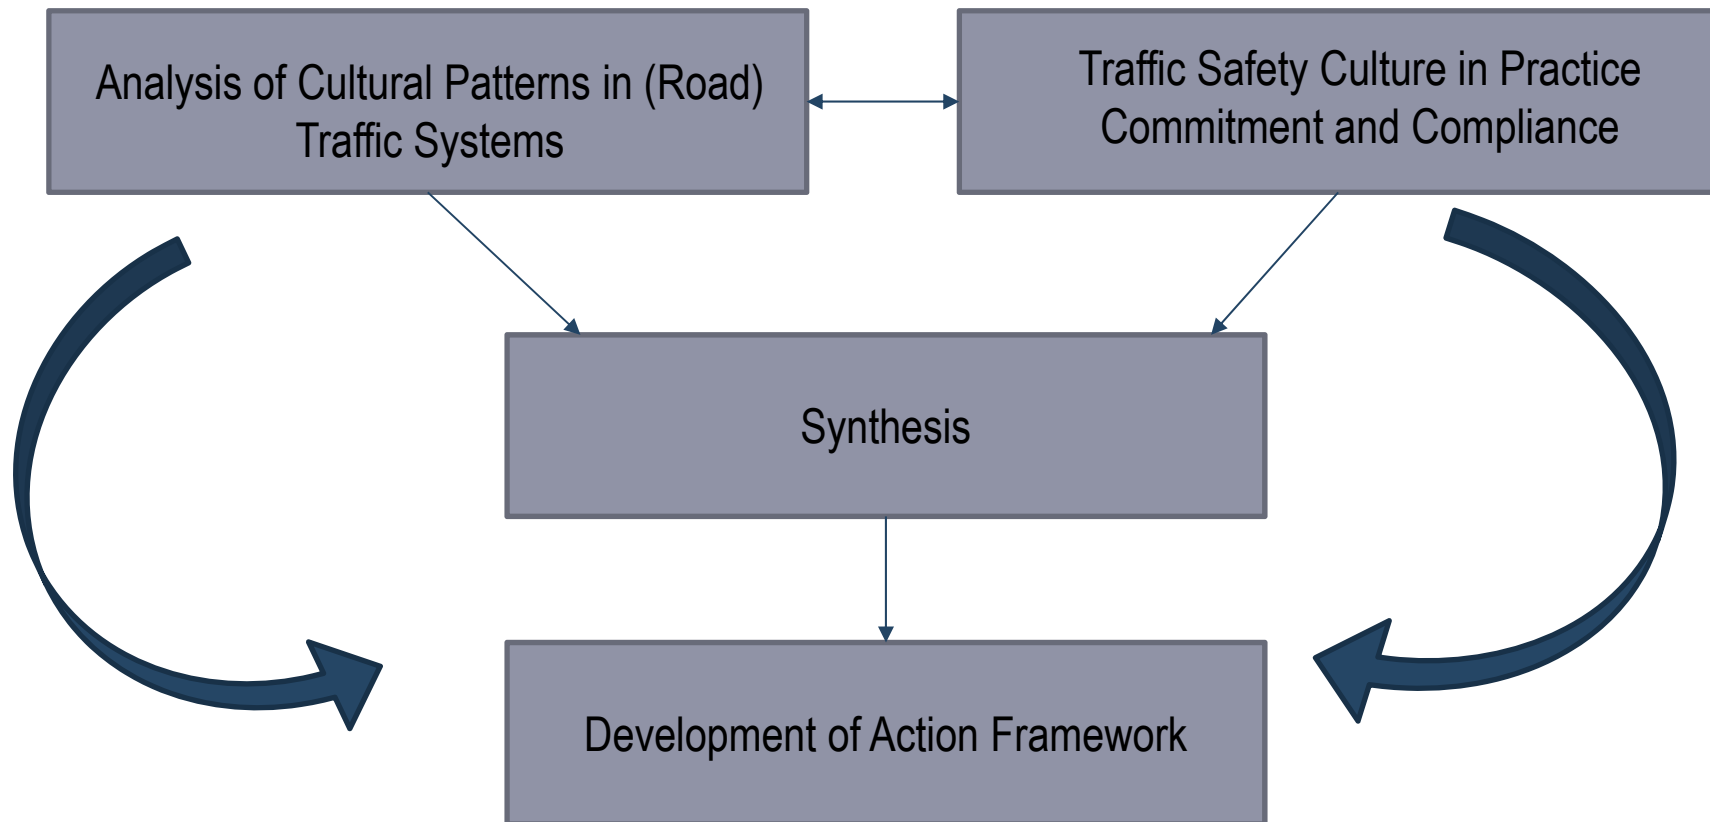 Analysis of Cultural Patterns in (Road)
Traffic Systems
Traffic Safety Culture in Practice
Commitment and Compliance
Synthesis
Development of Action Framework